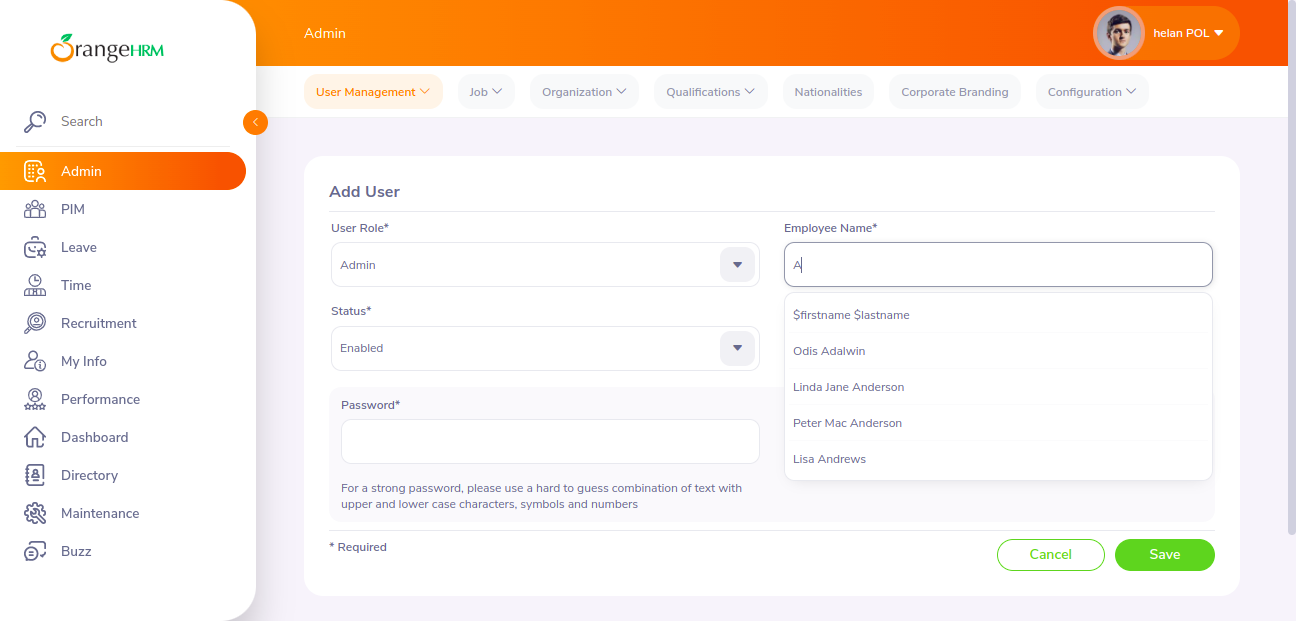 OrangeHRM
Search
Admin
PIM
Leave
Time
Recruitment
My Info
Performance
Dashboard
Directory
Maintenance
Buzz
Admin
helan POL
User Management
Job
Organization
Qualifications
Nationalities
Corporate Branding
Configuration
Add User
User Role*
Admin
Employee Name*
A
$firstname $lastname
Odis Adalwin
Linda Jane Anderson
Peter Mac Anderson
Lisa Andrews
Status*
Enabled
Password*
For a strong password, please use a hard to guess combination of text with
upper and lower case characters, symbols and numbers
* Required
Cancel
Save